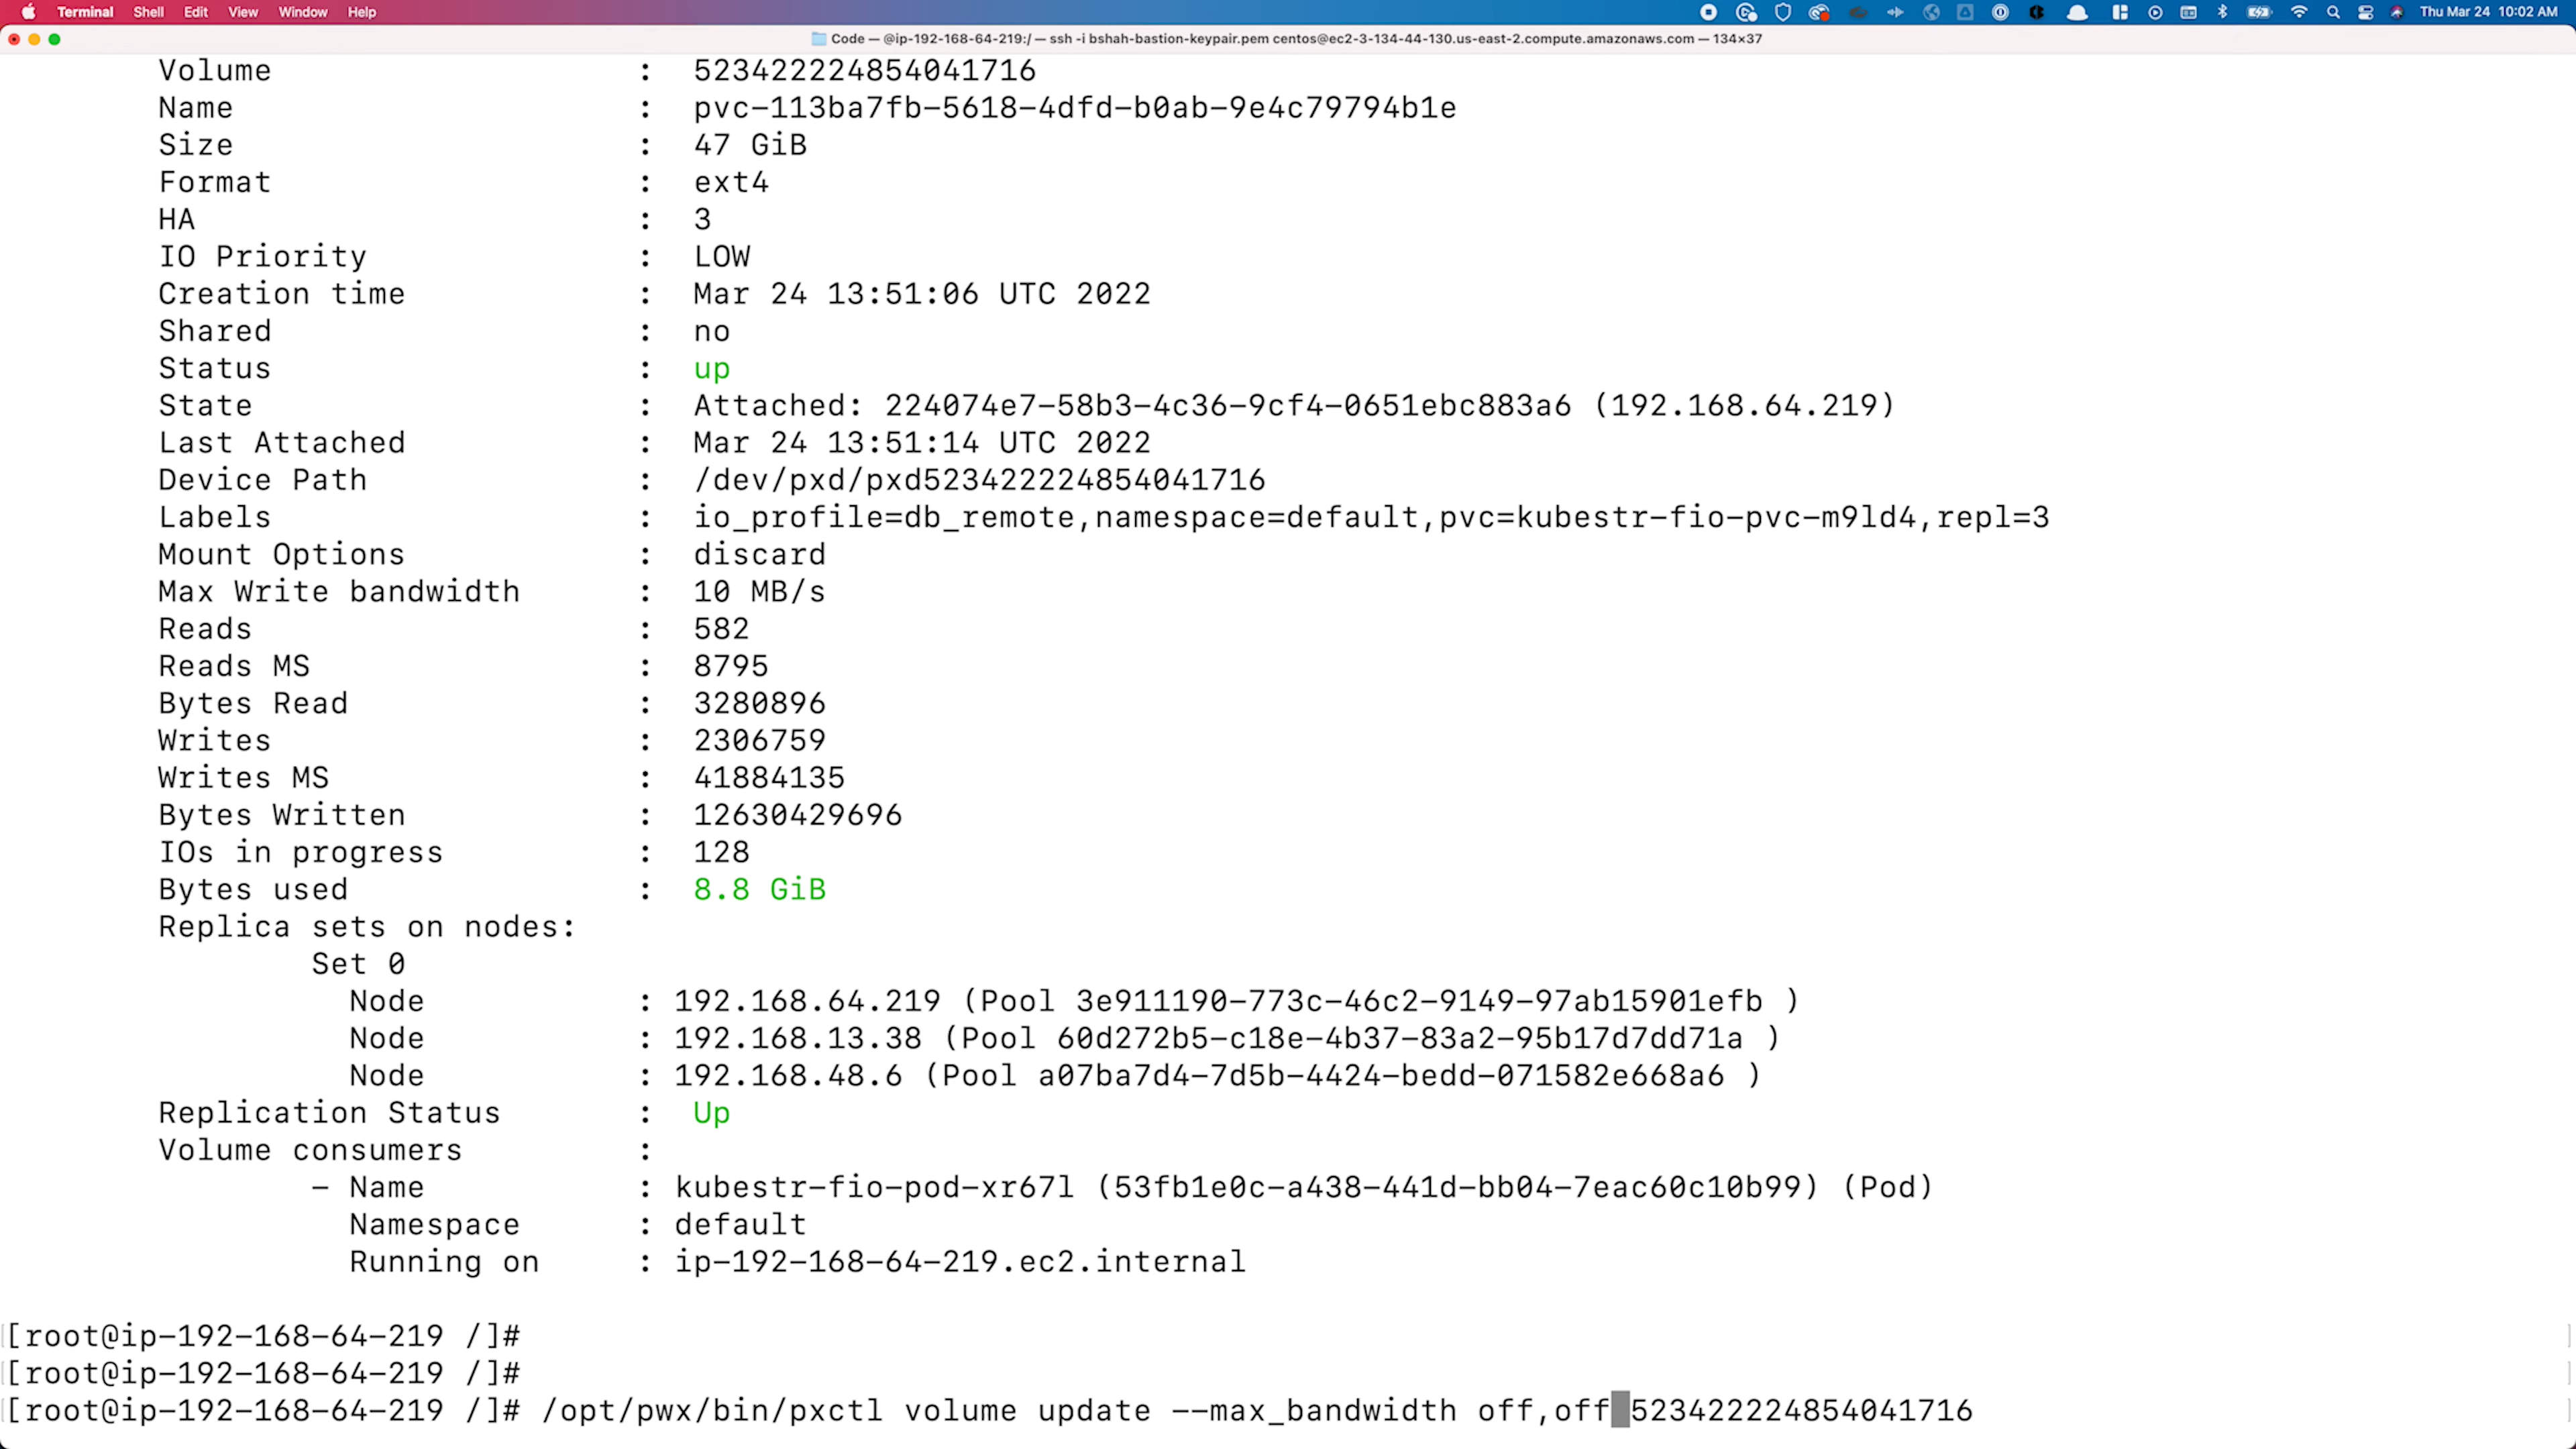 Terminal Shell Edit View Window Help Thu Mar 24 10:02 AM
Code — @ip-192-168-64-219:/ — ssh -i bshah-bastion-keypair.pem centos@ec2-3-134-44-130.us-east-2.compute.amazonaws.com — 134×37
Volume : 523422224854041716
Name : pvc-113ba7fb-5618-4dfd-b0ab-9e4c79794b1e
Size : 47 GiB
Format : ext4
HA : 3
IO Priority : LOW
Creation time : Mar 24 13:51:06 UTC 2022
Shared : no
Status : up
State : Attached: 224074e7-58b3-4c36-9cf4-0651ebc883a6 (192.168.64.219)
Last Attached : Mar 24 13:51:14 UTC 2022
Device Path : /dev/pxd/pxd523422224854041716
Labels : io_profile=db_remote,namespace=default,pvc=kubestr-fio-pvc-m9ld4,repl=3
Mount Options : discard
Max Write bandwidth : 10 MB/s
Reads : 582
Reads MS : 8795
Bytes Read : 3280896
Writes : 2306759
Writes MS : 41884135
Bytes Written : 12630429696
IOs in progress : 128
Bytes used : 8.8 GiB
Replica sets on nodes:
Set 0
Node : 192.168.64.219 (Pool 3e911190-773c-46c2-9149-97ab15901efb )
Node : 192.168.13.38 (Pool 60d272b5-c18e-4b37-83a2-95b17d7dd71a )
Node : 192.168.48.6 (Pool a07ba7d4-7d5b-4424-bedd-071582e668a6 )
Replication Status : Up
Volume consumers :
- Name : kubestr-fio-pod-xr67l (53fb1e0c-a438-441d-bb04-7eac60c10b99) (Pod)
Namespace : default
Running on : ip-192-168-64-219.ec2.internal
[root@ip-192-168-64-219 /]#
[root@ip-192-168-64-219 /]#
[root@ip-192-168-64-219 /]# /opt/pwx/bin/pxctl volume update --max_bandwidth off,off 523422224854041716